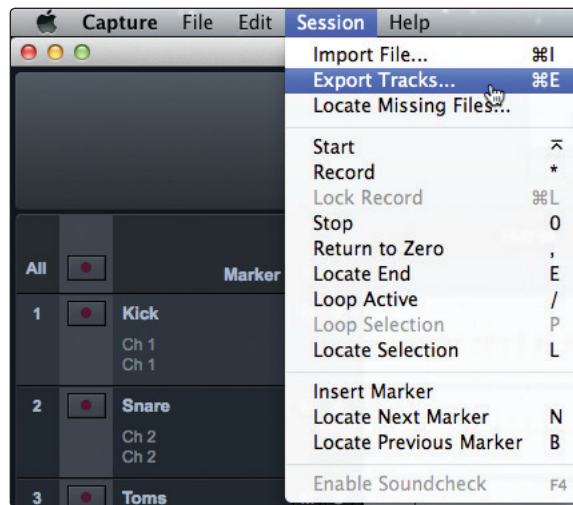 Capture File Edit Session Help
Import File... ⌘I
Export Tracks... ⌘E
Locate Missing Files...
Start ⌅
Record *
Lock Record ⌘L
Stop 0
Return to Zero ,
Locate End E
Loop Active /
Loop Selection P
Locate Selection L
Insert Marker
Locate Next Marker N
Locate Previous Marker B
Enable Soundcheck F4
All Marker
1 Kick
Ch 1
Ch 1
2 Snare
Ch 2
Ch 2
3 Toms